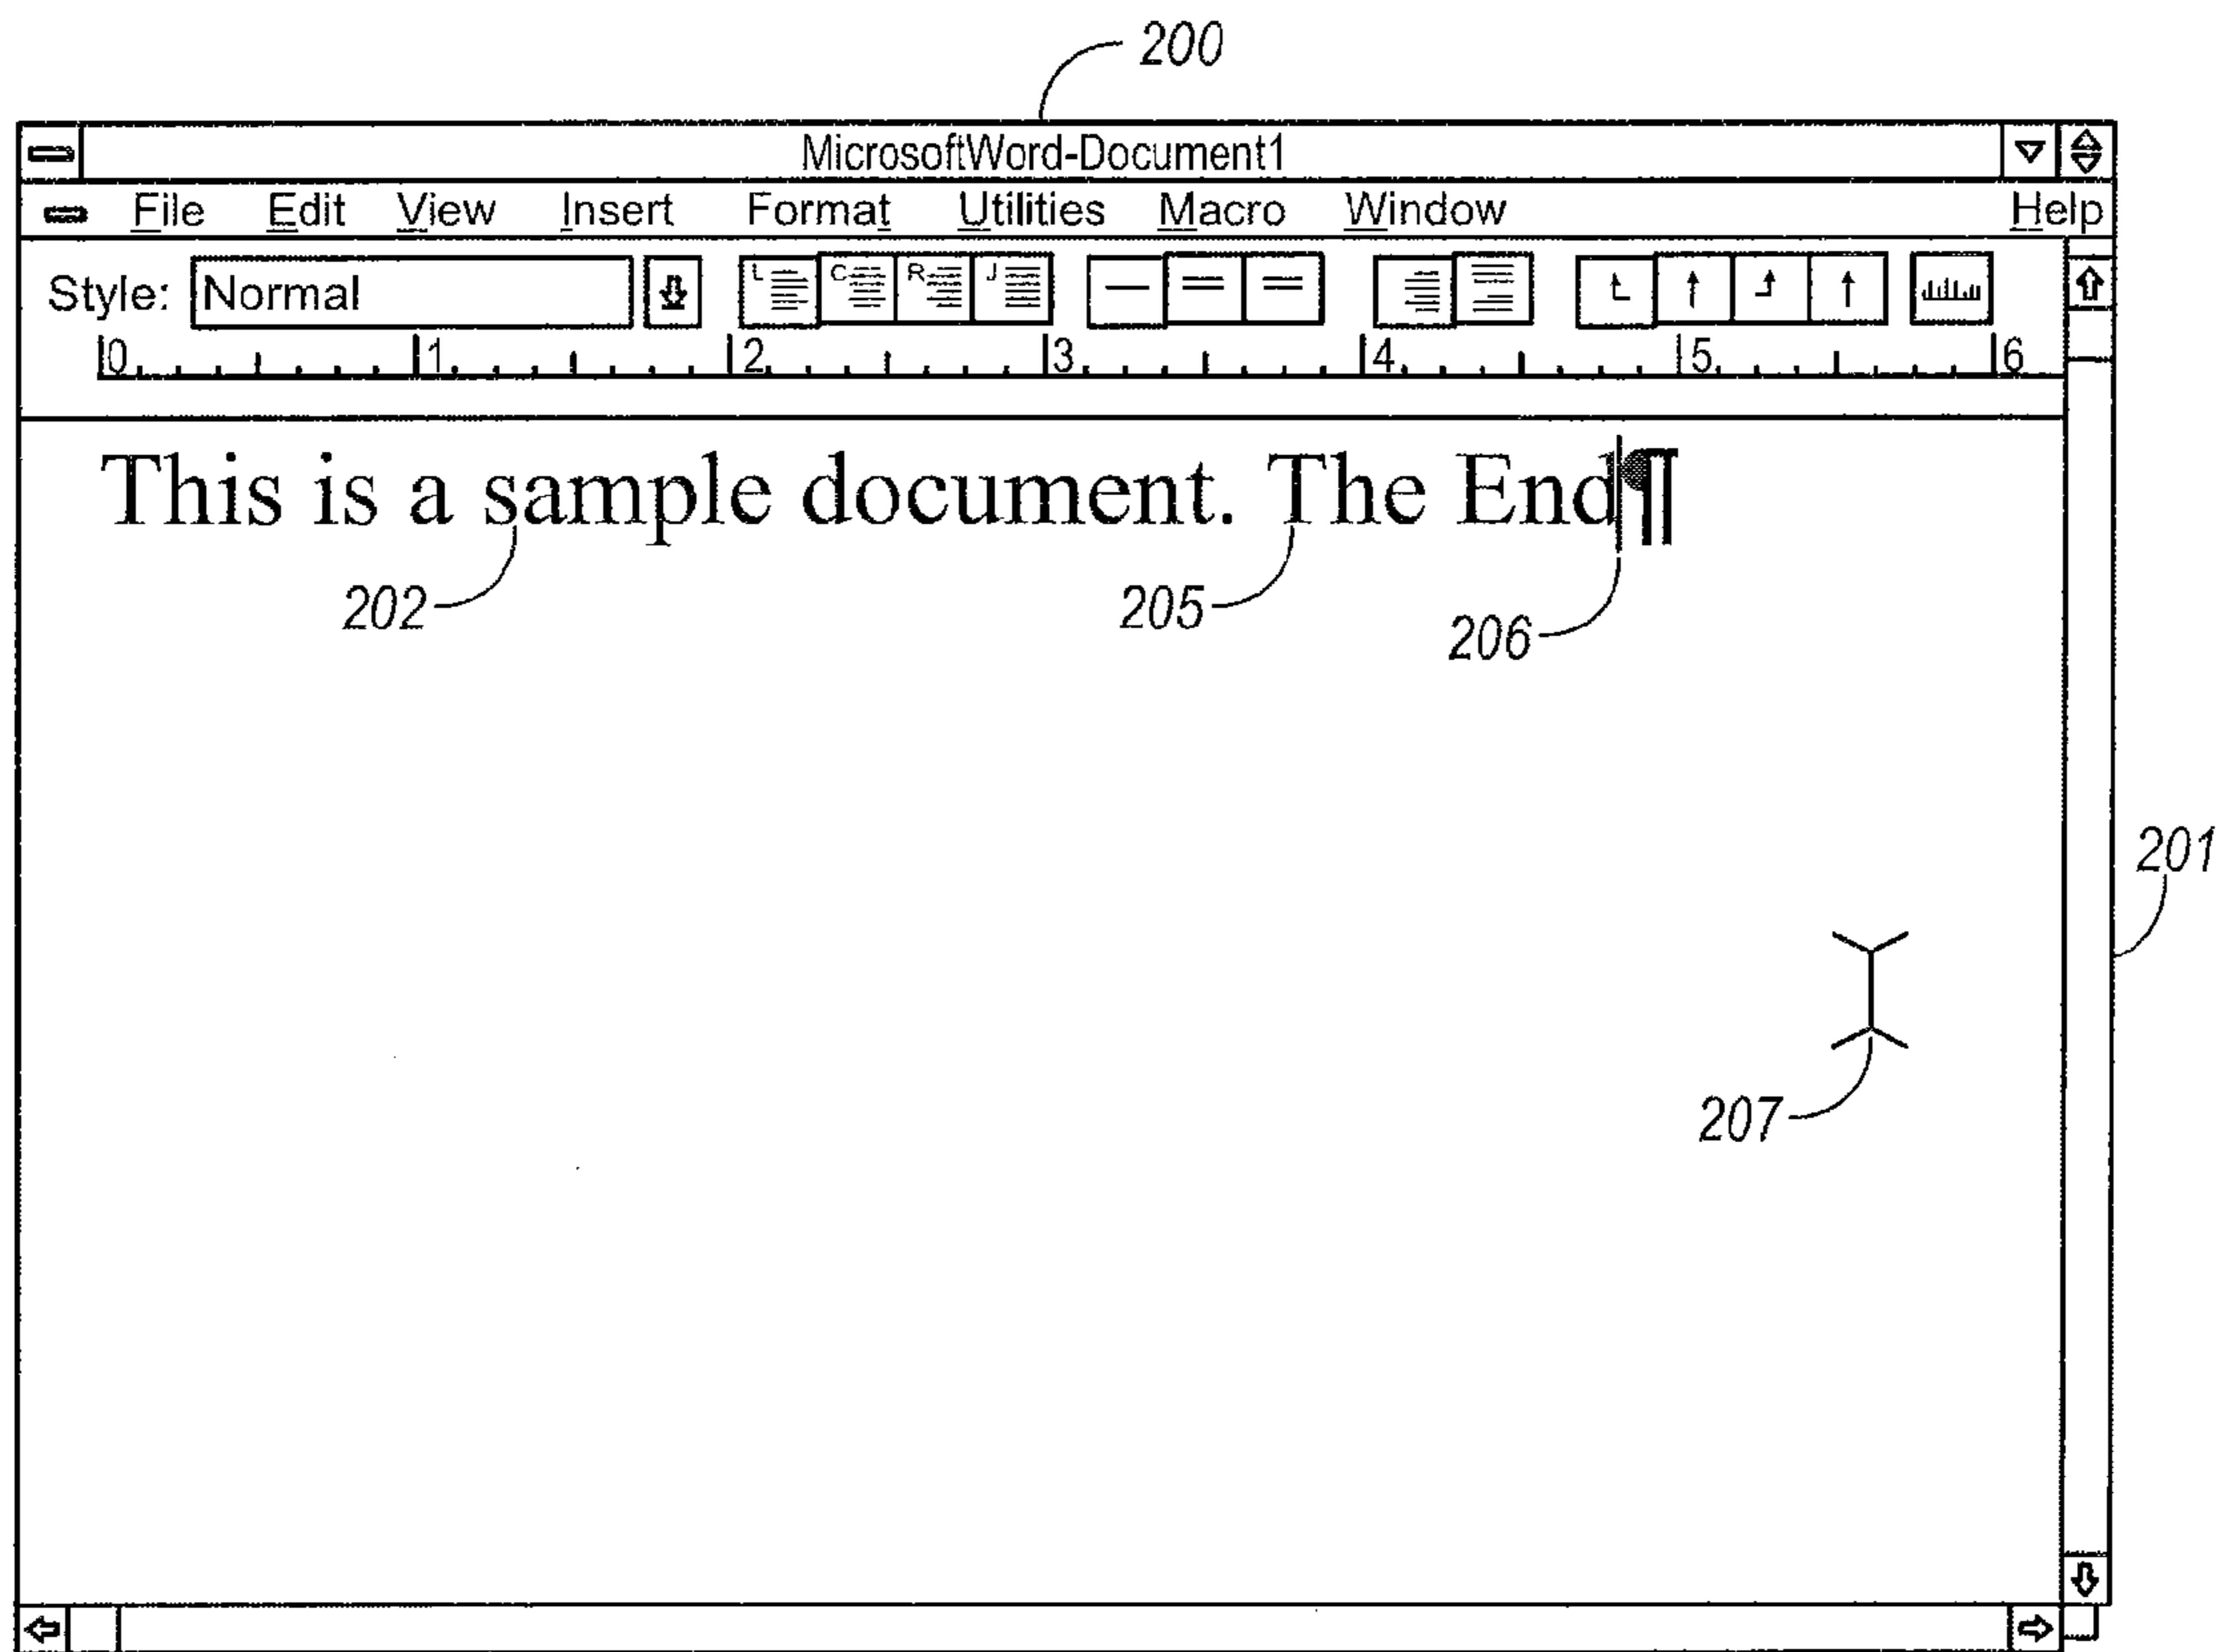 200
MicrosoftWord-Document1
File Edit View Insert Format Utilities Macro Window Help
Style: Normal L C R J
0 1 2 3 4 5 6
This is a sample document. The End¶
202 205 206
201
207